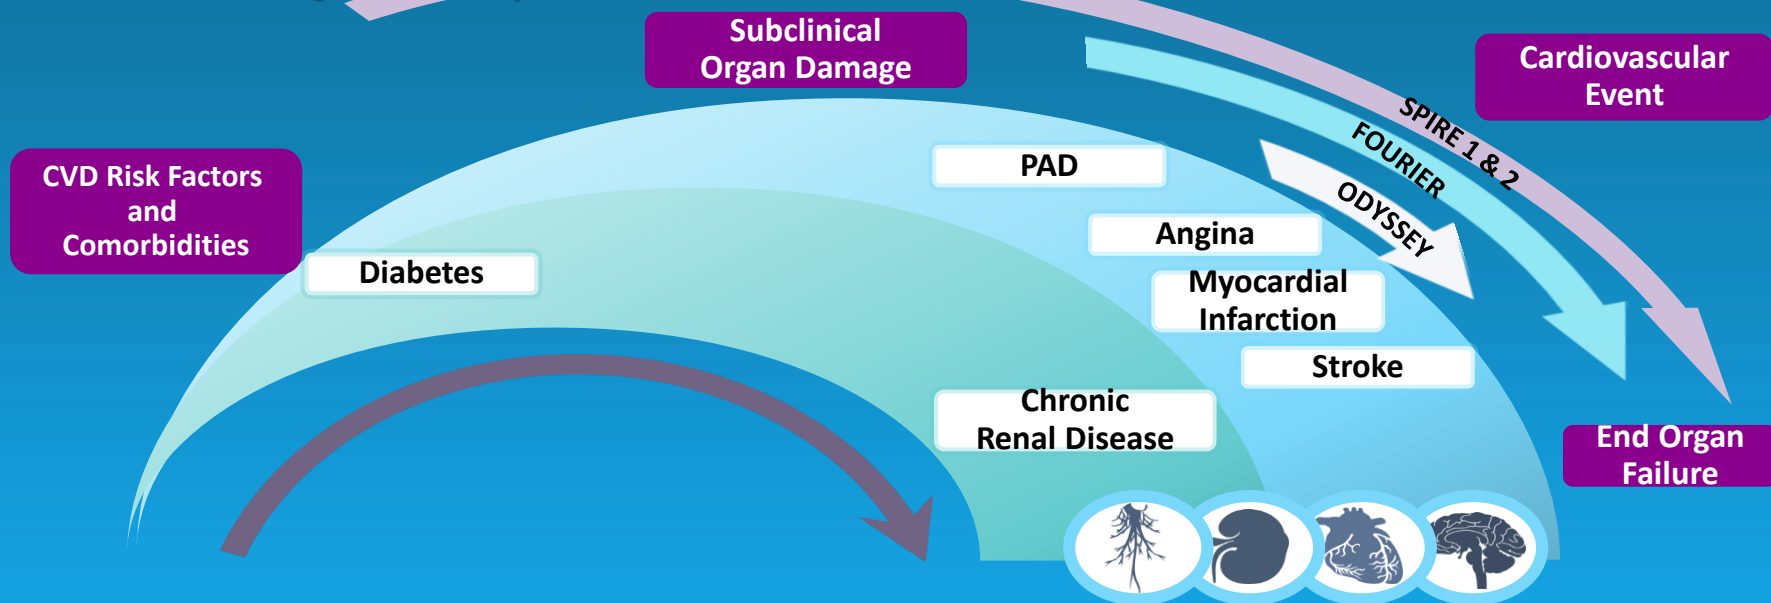 Subclinical
Organ Damage
Cardiovascular
Event
SPIRE 1 & 2
FOURIER
ODYSSEY
PAD
CVD Risk Factors
and
Comorbidities
Angina
Diabetes
Myocardial
Infarction
Stroke
Chronic
Renal Disease
End Organ
Failure